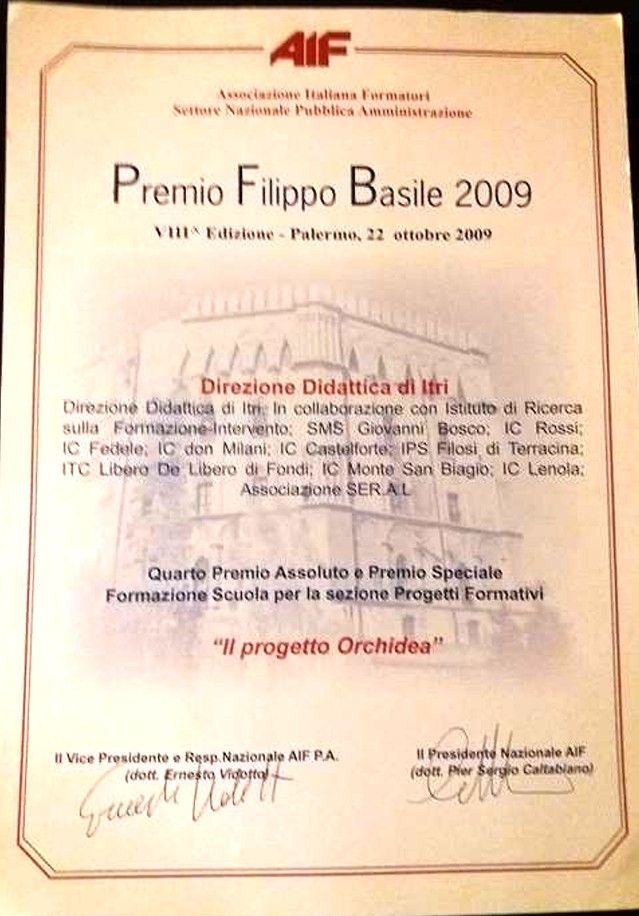 AIF
Associazione Italiana Formatori
Settore Nazionale Pubblica Amministrazione
Premio Filippo Basile 2009
VIII^ Edizione - Palermo, 22 ottobre 2009
Direzione Didattica di Itri
Direzione Didattica di Itri; In collaborazione con Istituto di Ricerca
sulla Formazione-Intervento; SMS Giovanni Bosco; IC Rossi;
IC Fedele; IC don Milani; IC Castelforte; IPS Filosi di Terracina;
ITC Libero De Libero di Fondi; IC Monte San Biagio; IC Lenola;
Associazione SER.A.L
Quarto Premio Assoluto e Premio Speciale
Formazione Scuola per la sezione Progetti Formativi
"Il progetto Orchidea"
Il Vice Presidente e Resp.Nazionale AIF P.A.
(dott. Ernesto Vidotto)
Il Presidente Nazionale AIF
(dott. Pier Sergio Caltabiano)